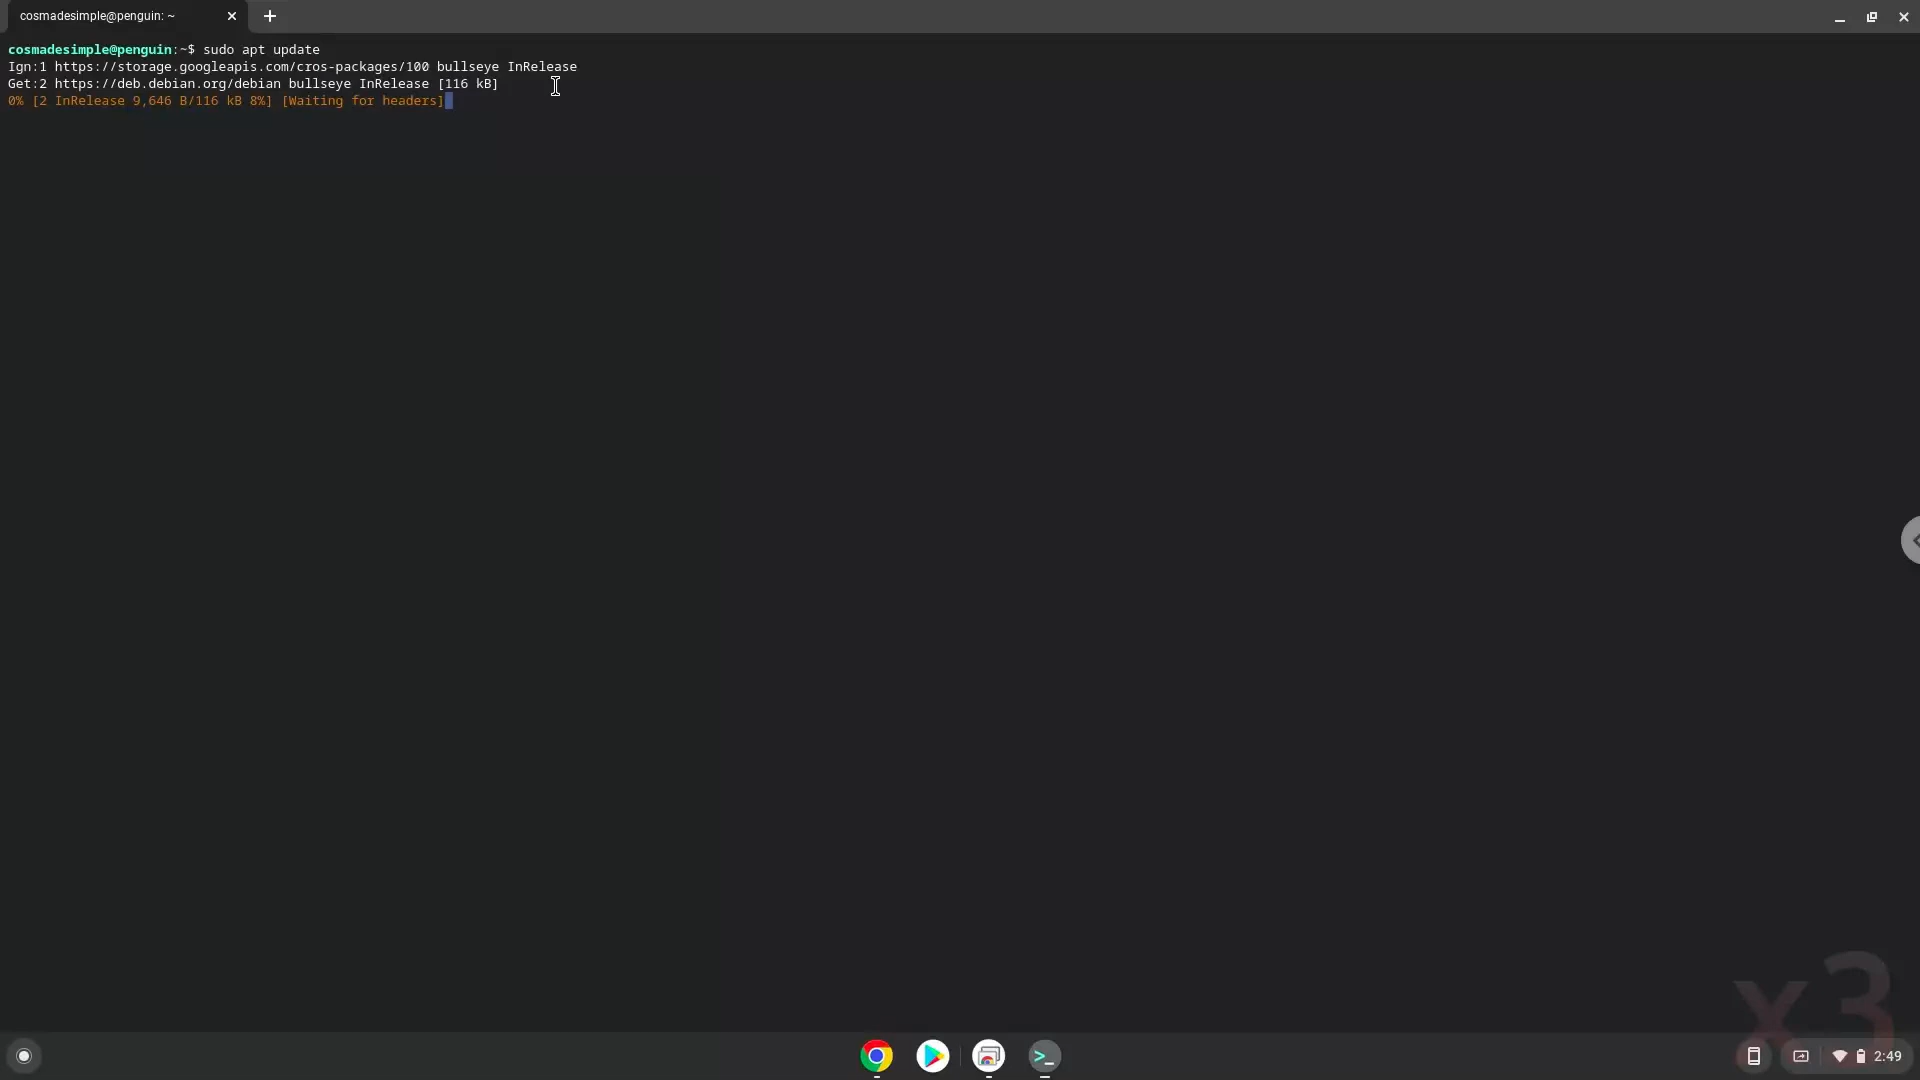 cosmadesimple@penguin: ~
cosmadesimple@penguin:~$ sudo apt update
Ign:1 https://storage.googleapis.com/cros-packages/100 bullseye InRelease
Get:2 https://deb.debian.org/debian bullseye InRelease [116 kB]
0% [2 InRelease 9,646 B/116 kB 8%] [Waiting for headers]
x3
>_
2:49